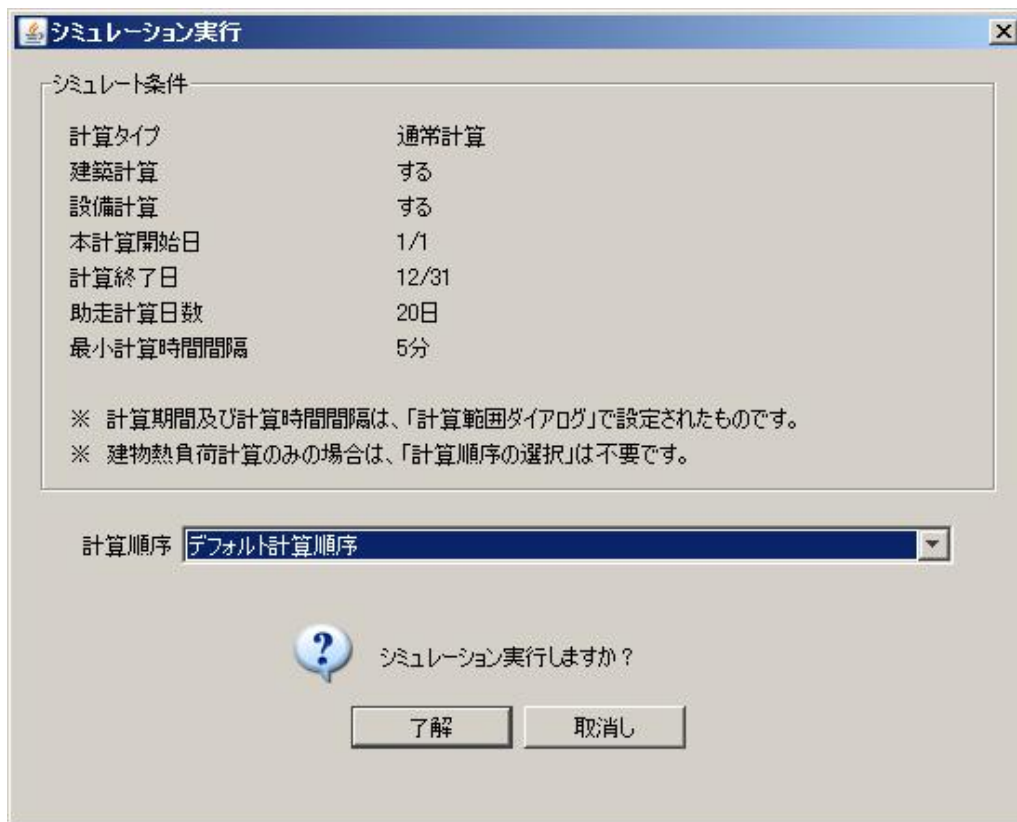 シミュレーション実行
シミュレート条件
計算タイプ 通常計算
建築計算 する
設備計算 する
本計算開始日 1/1
計算終了日 12/31
助走計算日数 20日
最小計算時間間隔 5分
※ 計算期間及び計算時間間隔は、「計算範囲ダイアログ」で設定されたものです。
※ 建物熱負荷計算のみの場合は、「計算順序の選択」は不要です。
計算順序 デフォルト計算順序
シミュレーション実行しますか？
了解 取消し